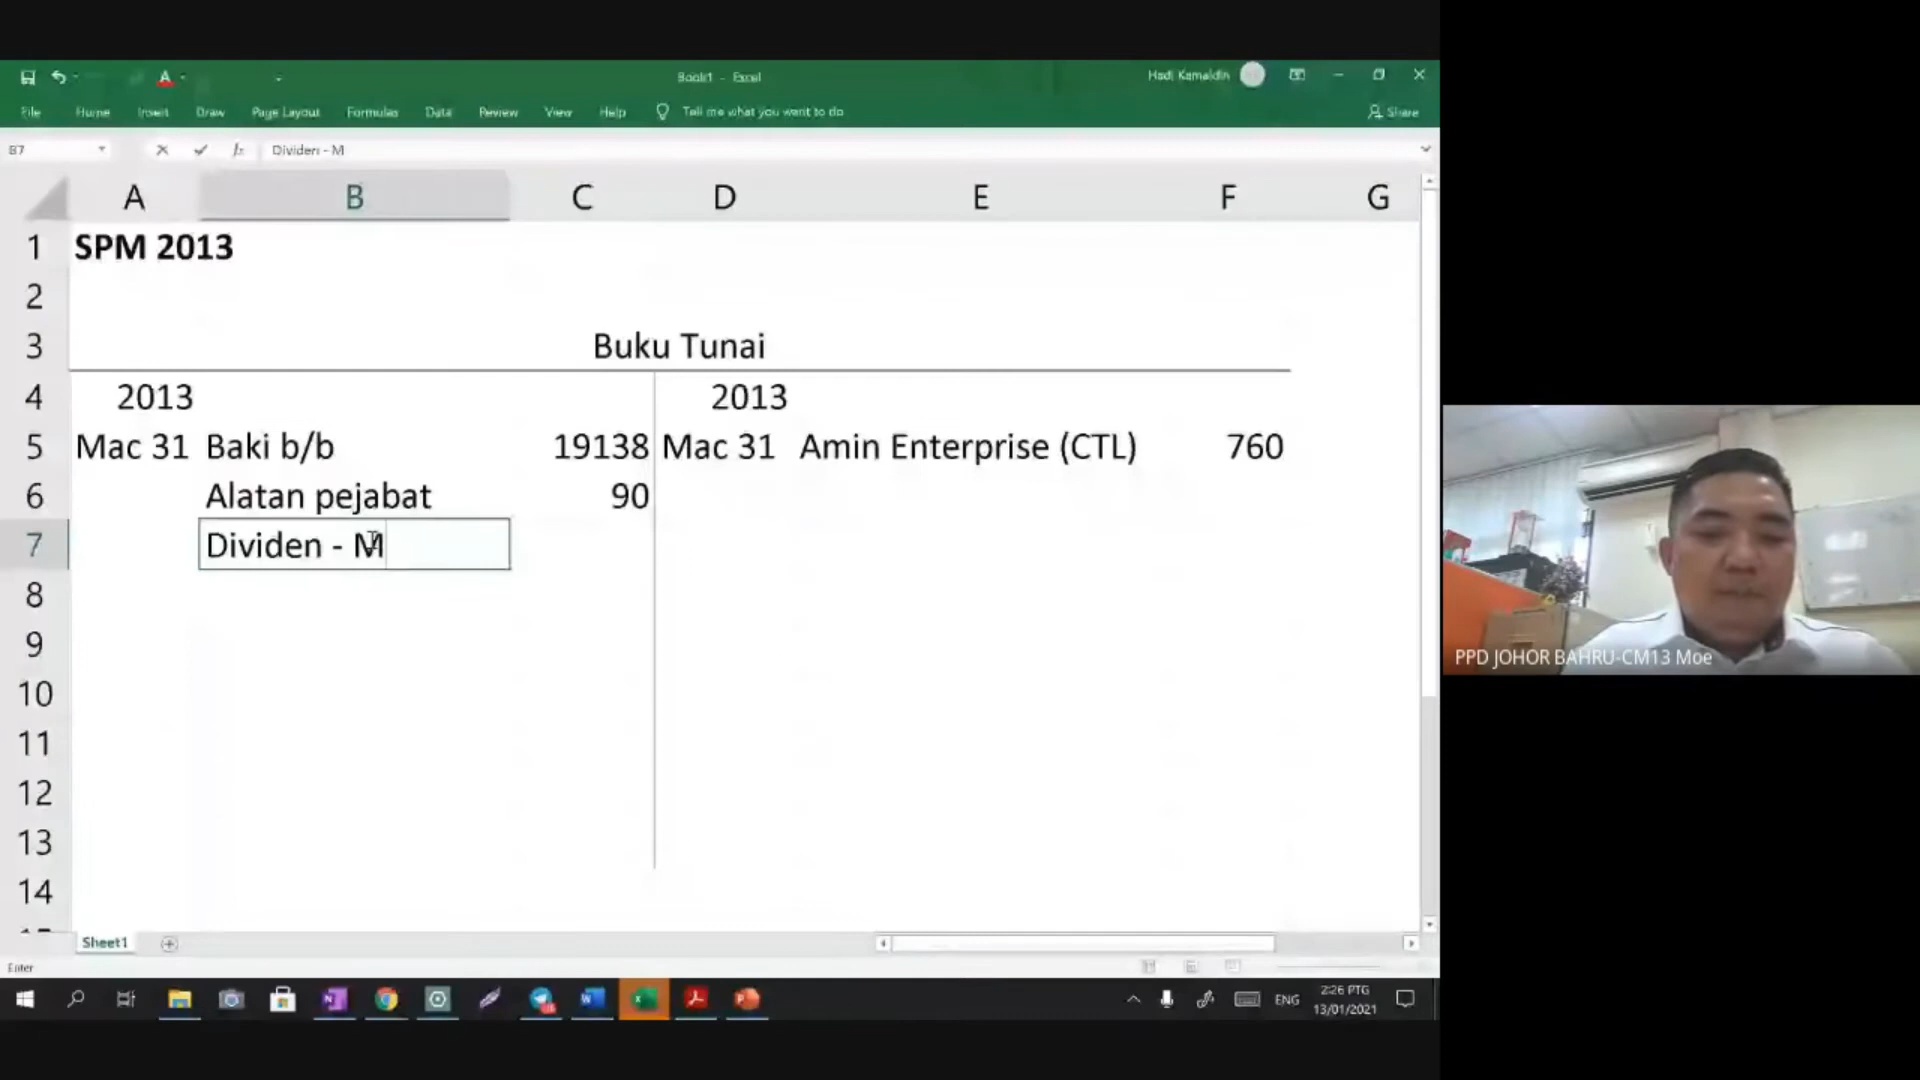 Book1 - Excel
Hadi Kamaldin
File Home Insert Draw Page Layout Formulas Data Review View Help Tell me what you want to do Share
B7 fx Dividen - M
A B C D E F G
1 SPM 2013
2
3 Buku Tunai
4 2013 2013
5 Mac 31 Baki b/b 19138 Mac 31 Amin Enterprise (CTL) 760
6 Alatan pejabat 90
7 Dividen - M
8
9
10
11
12
13
14
PPD JOHOR BAHRU-CM13 Moe
Sheet1
Enter
ENG 2:26 PTG
13/01/2021